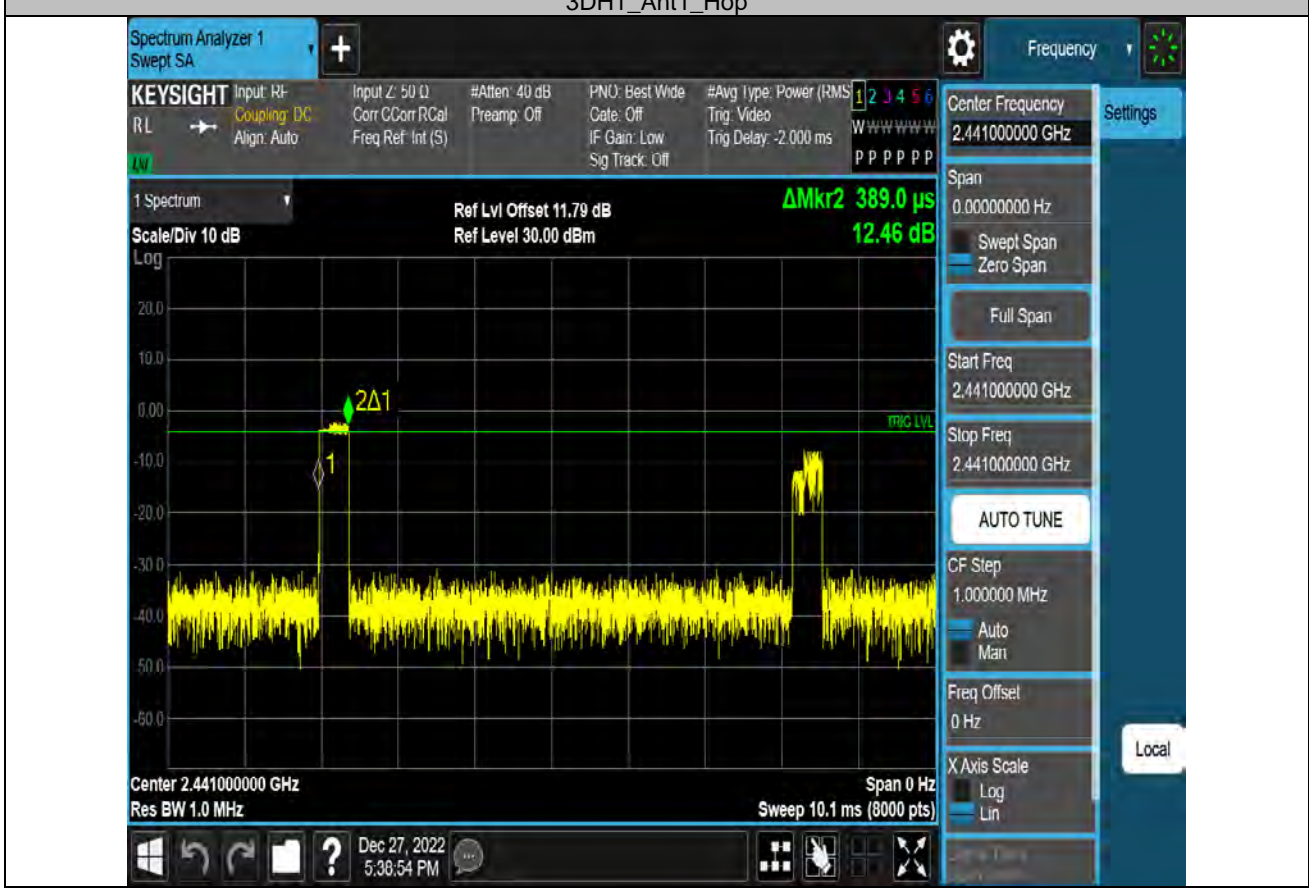 3DH1_Ant1_Hop
Spectrum Analyzer 1
Swept SA
+
Frequency
KEYSIGHT
RL
Input: RF
Coupling: DC
Align: Auto
Input Z: 50 Ω
Corr CCorr RCal
Freq Ref: Int (S)
#Atten: 40 dB
Preamp: Off
PNO: Best Wide
Gate: Off
IF Gain: Low
Sig Track: Off
#Avg Type: Power (RMS
Trig: Video
Trig Delay: -2.000 ms
1 2 3 4 5 6
W W W W W W
P P P P P P
1 Spectrum
Scale/Div 10 dB
Log
Ref Lvl Offset 11.79 dB
Ref Level 30.00 dBm
ΔMkr2 389.0 µs
12.46 dB
20.0
10.0
0.00
-10.0
-20.0
-30.0
-40.0
-50.0
-60.0
2Δ1
1
TRIG LVL
Center 2.441000000 GHz
Res BW 1.0 MHz
Span 0 Hz
Sweep 10.1 ms (8000 pts)
Center Frequency
2.441000000 GHz
Settings
Span
0.00000000 Hz
Swept Span
Zero Span
Full Span
Start Freq
2.441000000 GHz
Stop Freq
2.441000000 GHz
AUTO TUNE
CF Step
1.000000 MHz
Auto
Man
Freq Offset
0 Hz
X Axis Scale
Log
Lin
Local
?
Dec 27, 2022
5:38:54 PM